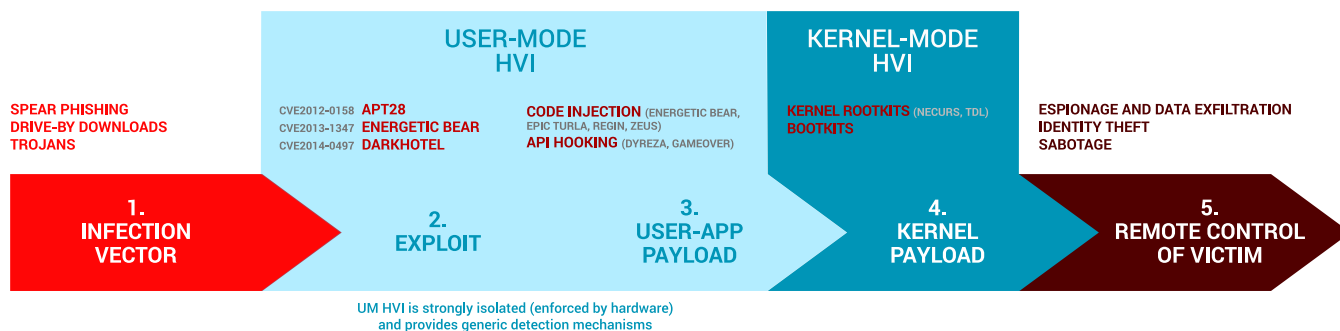 USER-MODE
HVI
KERNEL-MODE
HVI
SPEAR PHISHING
DRIVE-BY DOWNLOADS
TROJANS
CVE2012-0158 APT28
CVE2013-1347 ENERGETIC BEAR
CVE2014-0497 DARKHOTEL
CODE INJECTION (ENERGETIC BEAR,
EPIC TURLA, REGIN, ZEUS)
API HOOKING (DYREZA, GAMEOVER)
KERNEL ROOTKITS (NECURS, TDL)
BOOTKITS
ESPIONAGE AND DATA EXFILTRATION
IDENTITY THEFT
SABOTAGE
1.
INFECTION
VECTOR
2.
EXPLOIT
3.
USER-APP
PAYLOAD
4.
KERNEL
PAYLOAD
5.
REMOTE CONTROL
OF VICTIM
UM HVI is strongly isolated (enforced by hardware)
and provides generic detection mechanisms